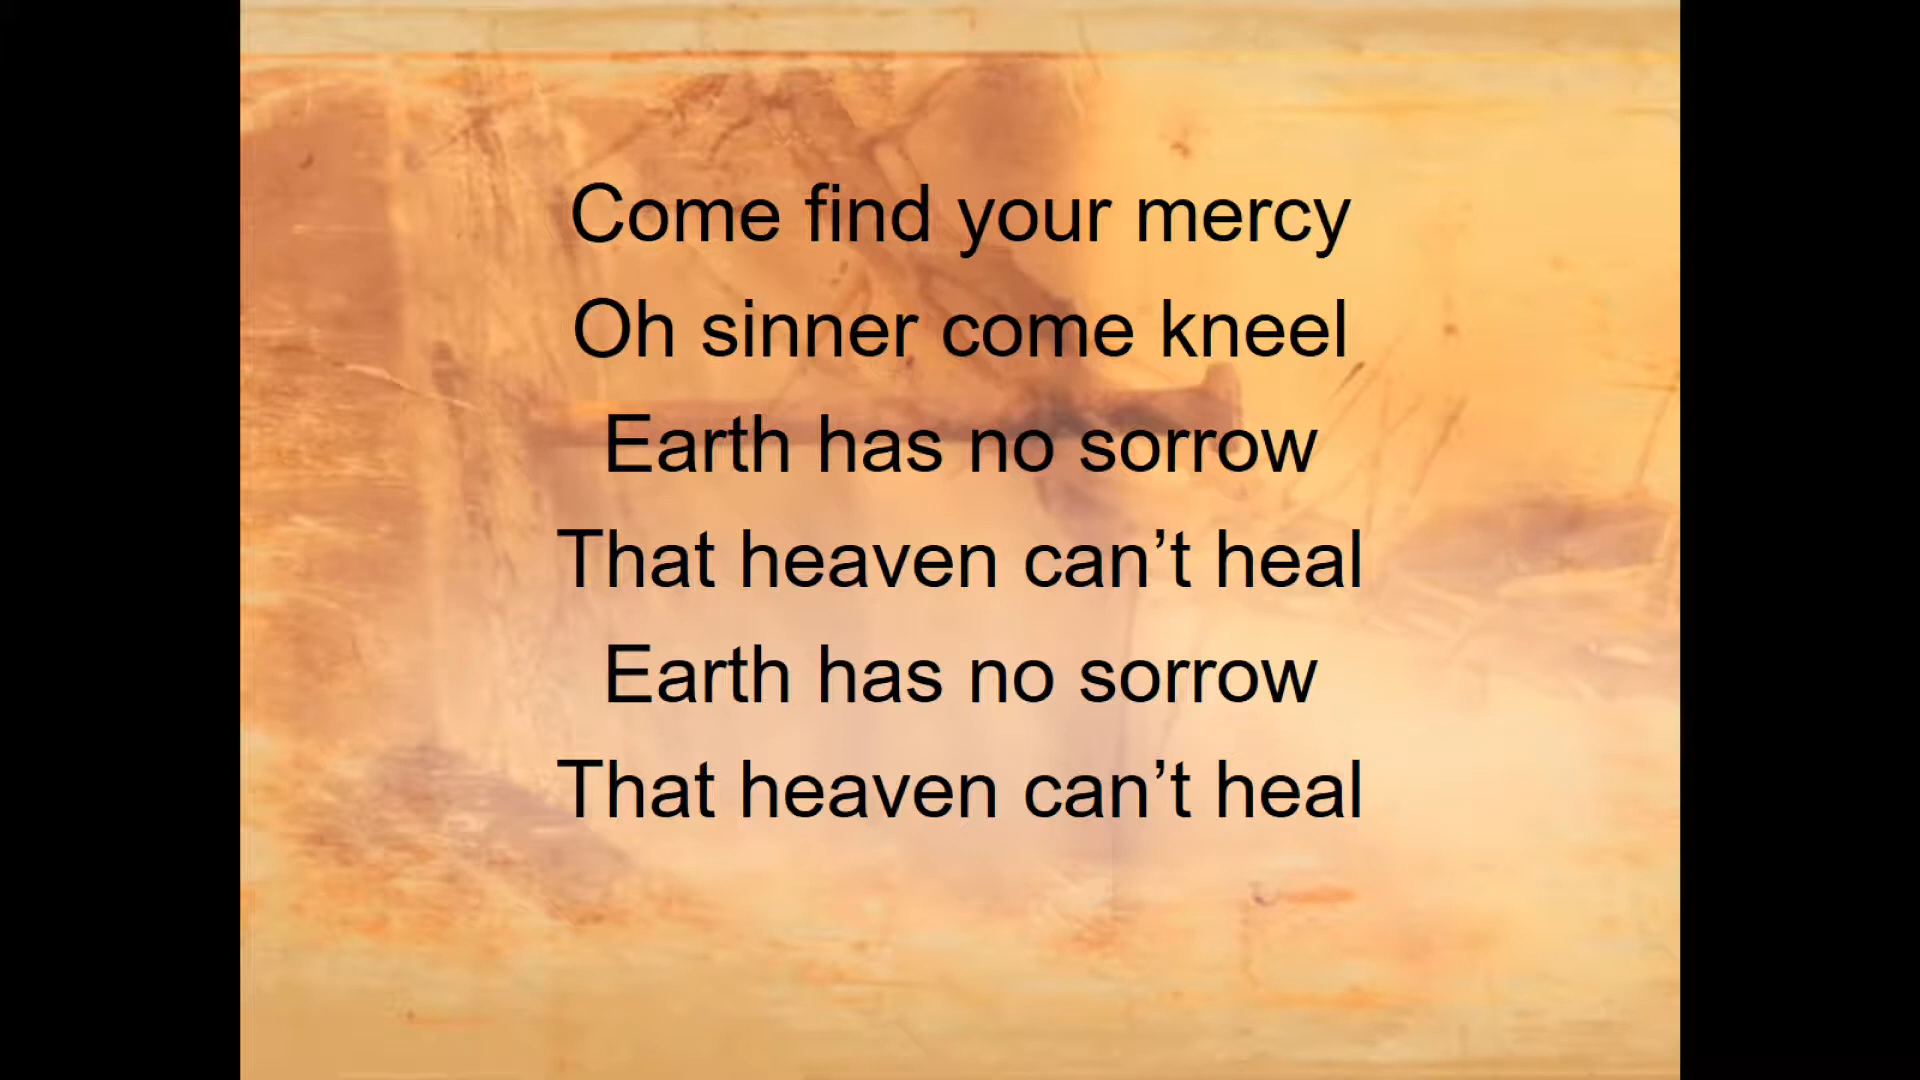 Come find your mercy
Oh sinner come kneel
Earth has no sorrow
That heaven can’t heal
Earth has no sorrow
That heaven can’t heal